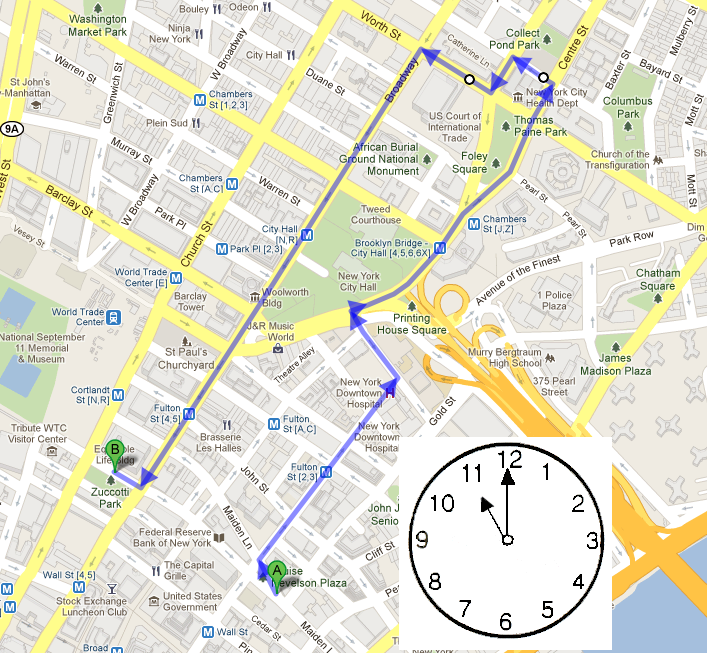 Washington
Market Park
Bouley
Odeon
Ninja
New York
City Hall
Worth St
Catherine Ln
Collect
Pond Park
Centre St
Mulberry St
Baxter St
Bayard St
Mott St
St John's
-Manhattan
Warren St
Greenwich St
W Broadway
Duane St
Broadway
Chambers
St [1,2,3]
Plein Sud
New York City
Health Dept
Columbus
Park
9A
US Court of
International
Trade
Thomas
Paine Park
Murray St
African Burial
Ground National
Monument
Foley
Square
Church of the
Transfiguration
Chambers
St [A,C]
Warren St
West St
Barclay St
W Broadway
Park Pl
Tweed
Courthouse
Pearl St
Pearl St
Mott St
Vesey St
Church St
City Hall
[N,R]
Park Pl [2,3]
Brooklyn Bridge -
City Hall [4,5,6,6X]
Chambers
St [J,Z]
Park Row
Dim
World Trade
Center [E]
Woolworth
Bldg
New York
City Hall
Avenue of the Finest
Chatham
Square
Barclay
Tower
1 Police
Plaza
World Trade
Center
J&R Music
World
Printing
House Square
National September
11 Memorial
& Museum
St Paul's
Churchyard
Theatre Alley
Murry Bergtraum
High School
James
Madison Plaza
375 Pearl
Street
Cortlandt
St [N,R]
New York
Downtown
Hospital
H
Gold St
Fulton
St [4,5]
Fulton
St [A,C]
Tribute WTC
Visitor Center
Brasserie
Les Halles
New York
Downtown
Hospital
B
Zuccotti
Park
John St
Fulton
St [2,3]
Maiden Ln
Federal Reserve
Bank of New York
Cliff St
A
Nevelson Plaza
The Capital
Grille
Wall St [4,5]
Cedar St
United States
Government
Stock Exchange
Luncheon Club
Wall St [2,3]
Maiden Ln
Broad
12
11
1
10
2
9
3
8
4
7
5
6